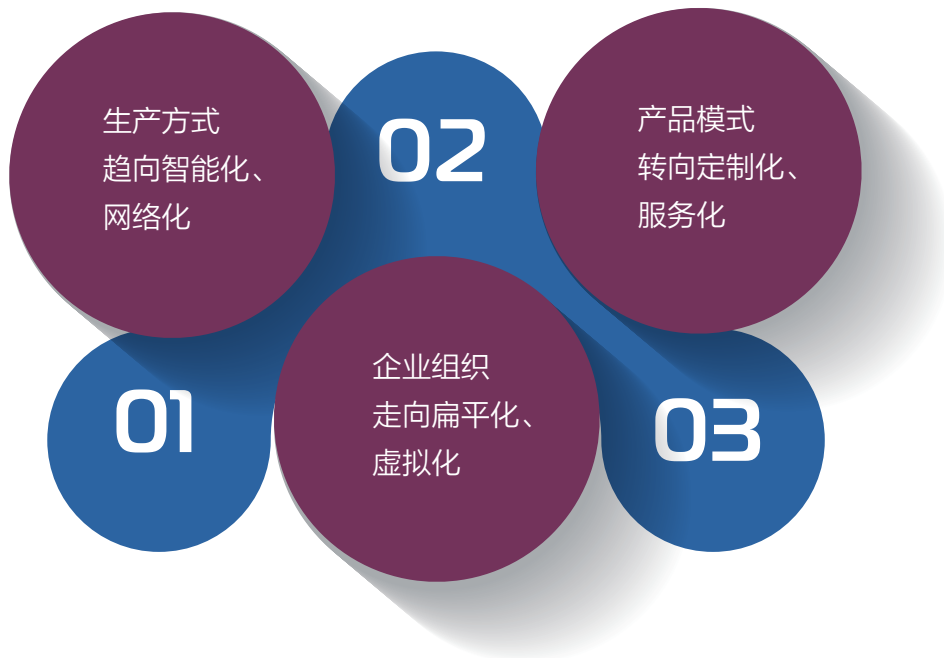 生产方式
趋向智能化、
网络化
01
02
企业组织
走向扁平化、
虚拟化
产品模式
转向定制化、
服务化
03